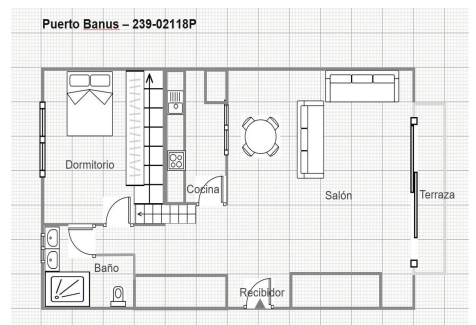 Puerto Banus – 239-02118P
Dormitorio
Cocina
Salón
Terraza
Baño
Recibidor